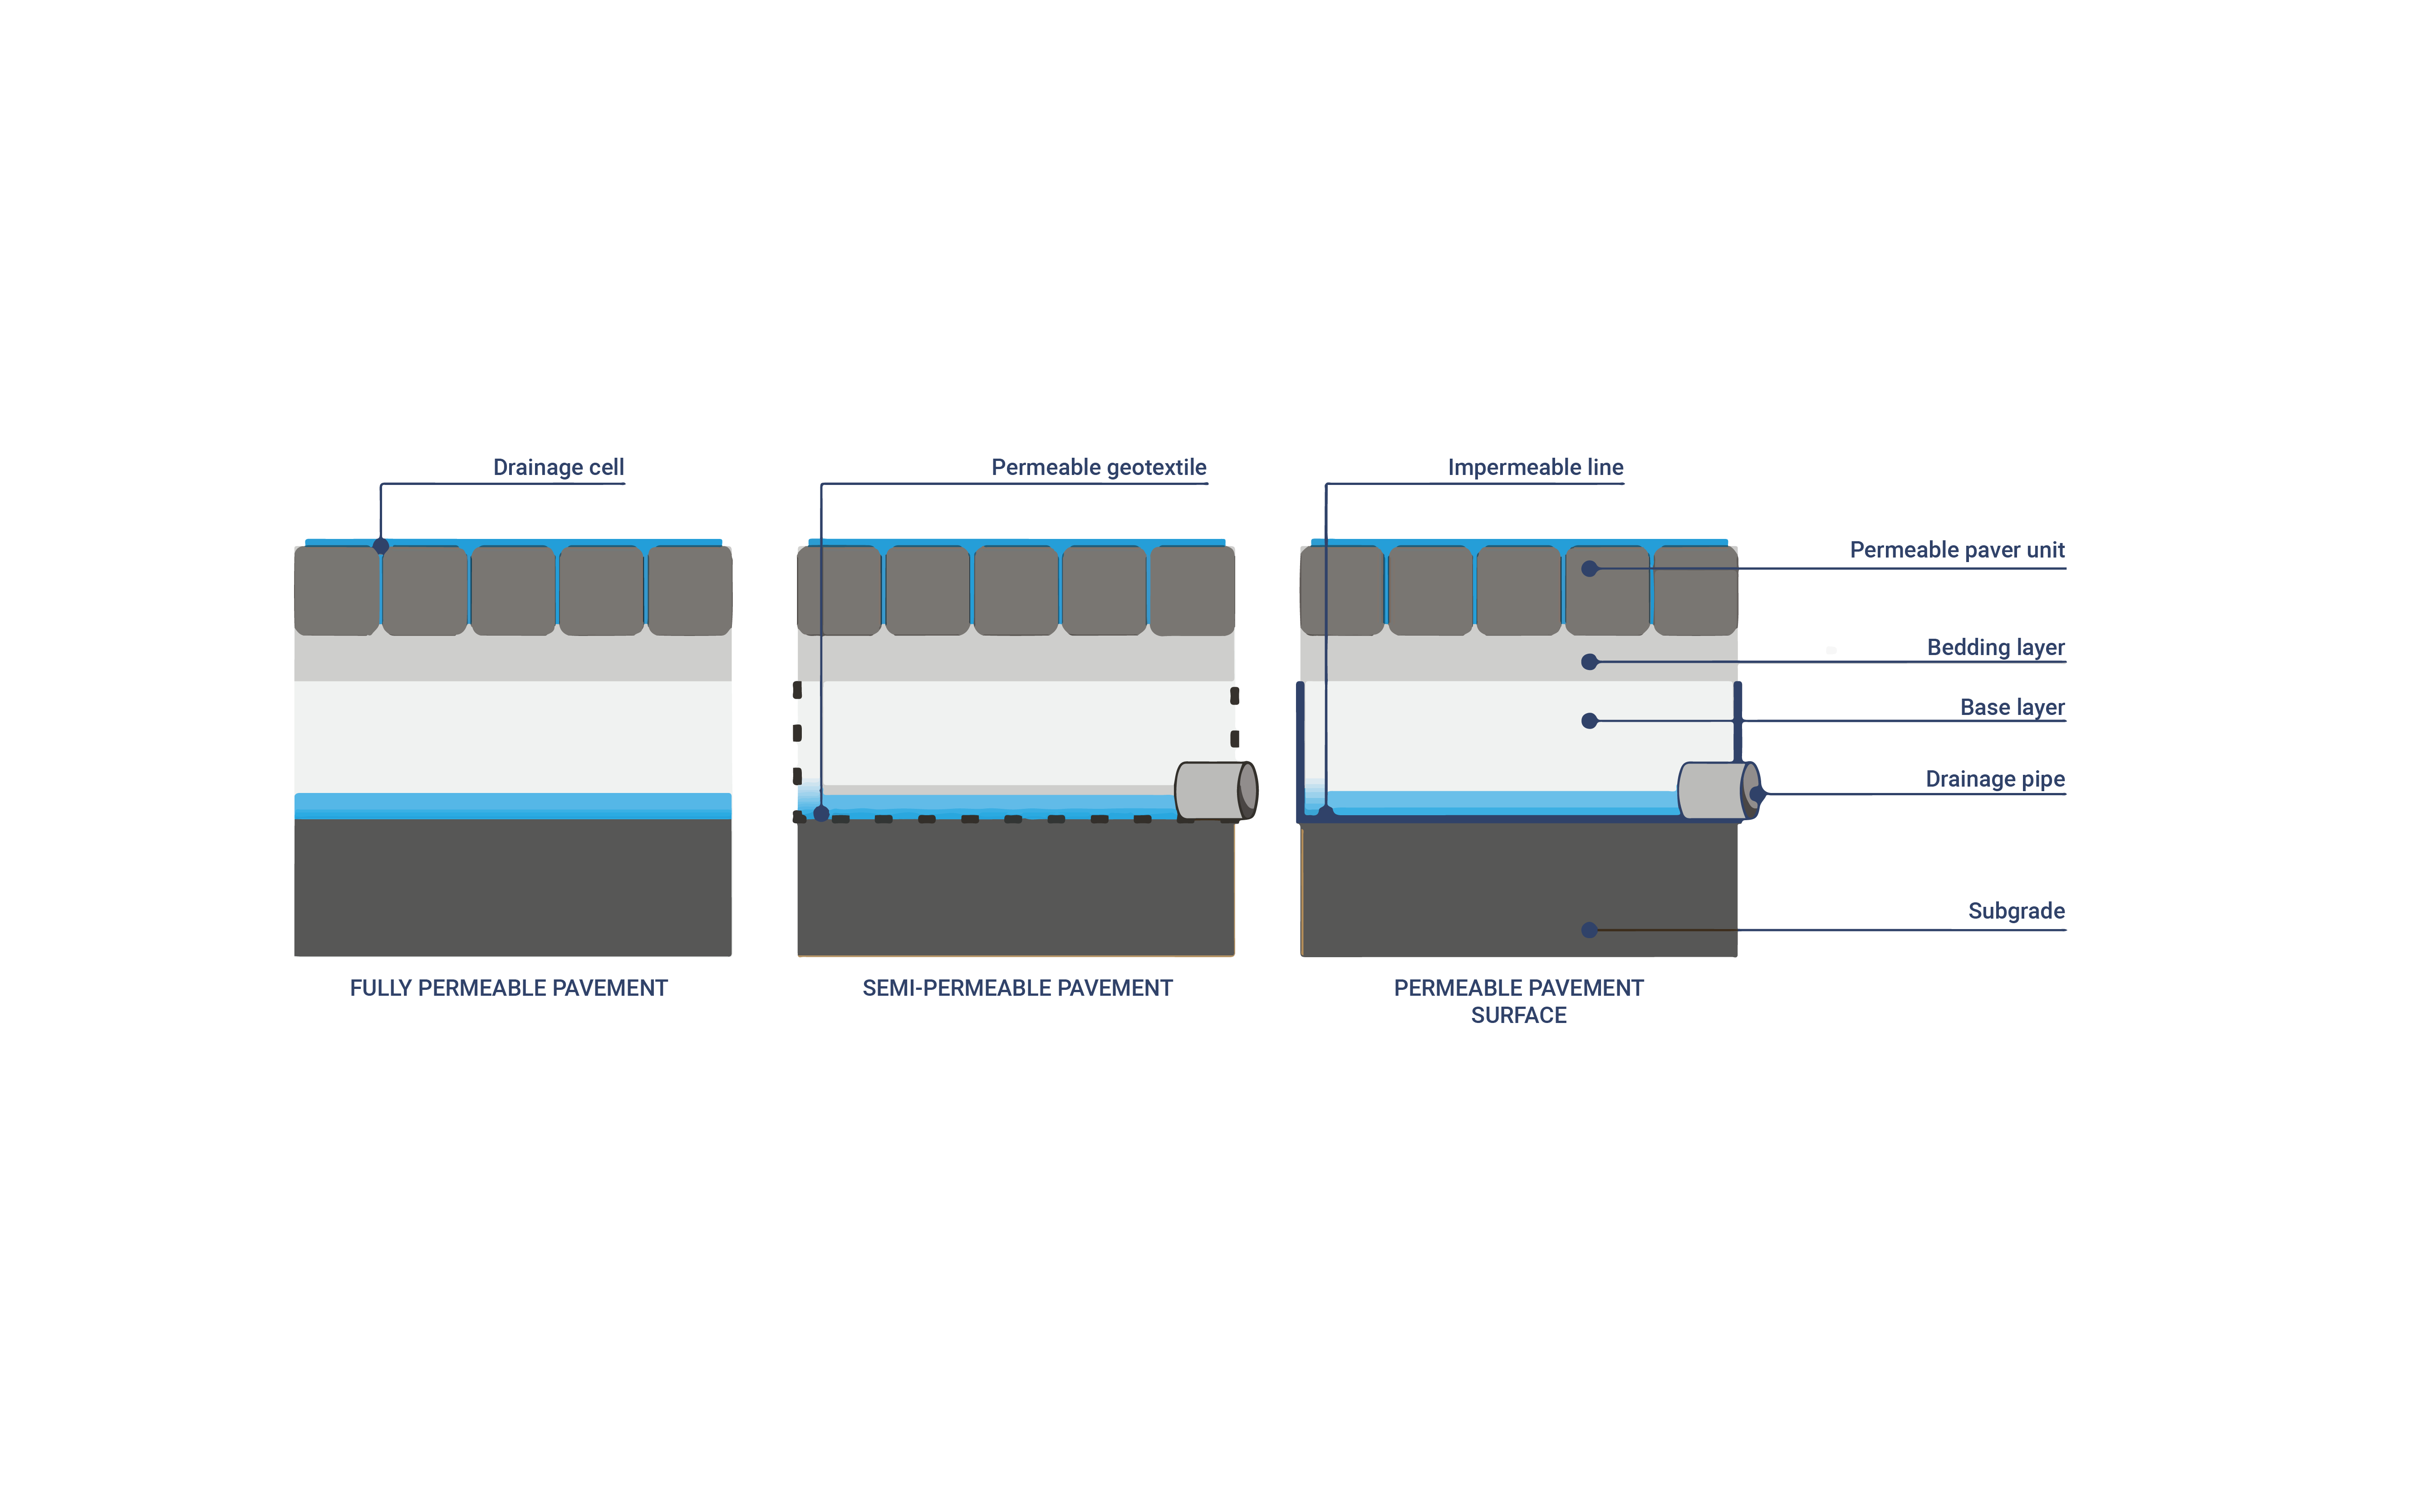 Drainage cell
Permeable geotextile
Impermeable line
Permeable paver unit
Bedding layer
Base layer
Drainage pipe
Subgrade
FULLY PERMEABLE PAVEMENT
SEMI-PERMEABLE PAVEMENT
PERMEABLE PAVEMENT
SURFACE